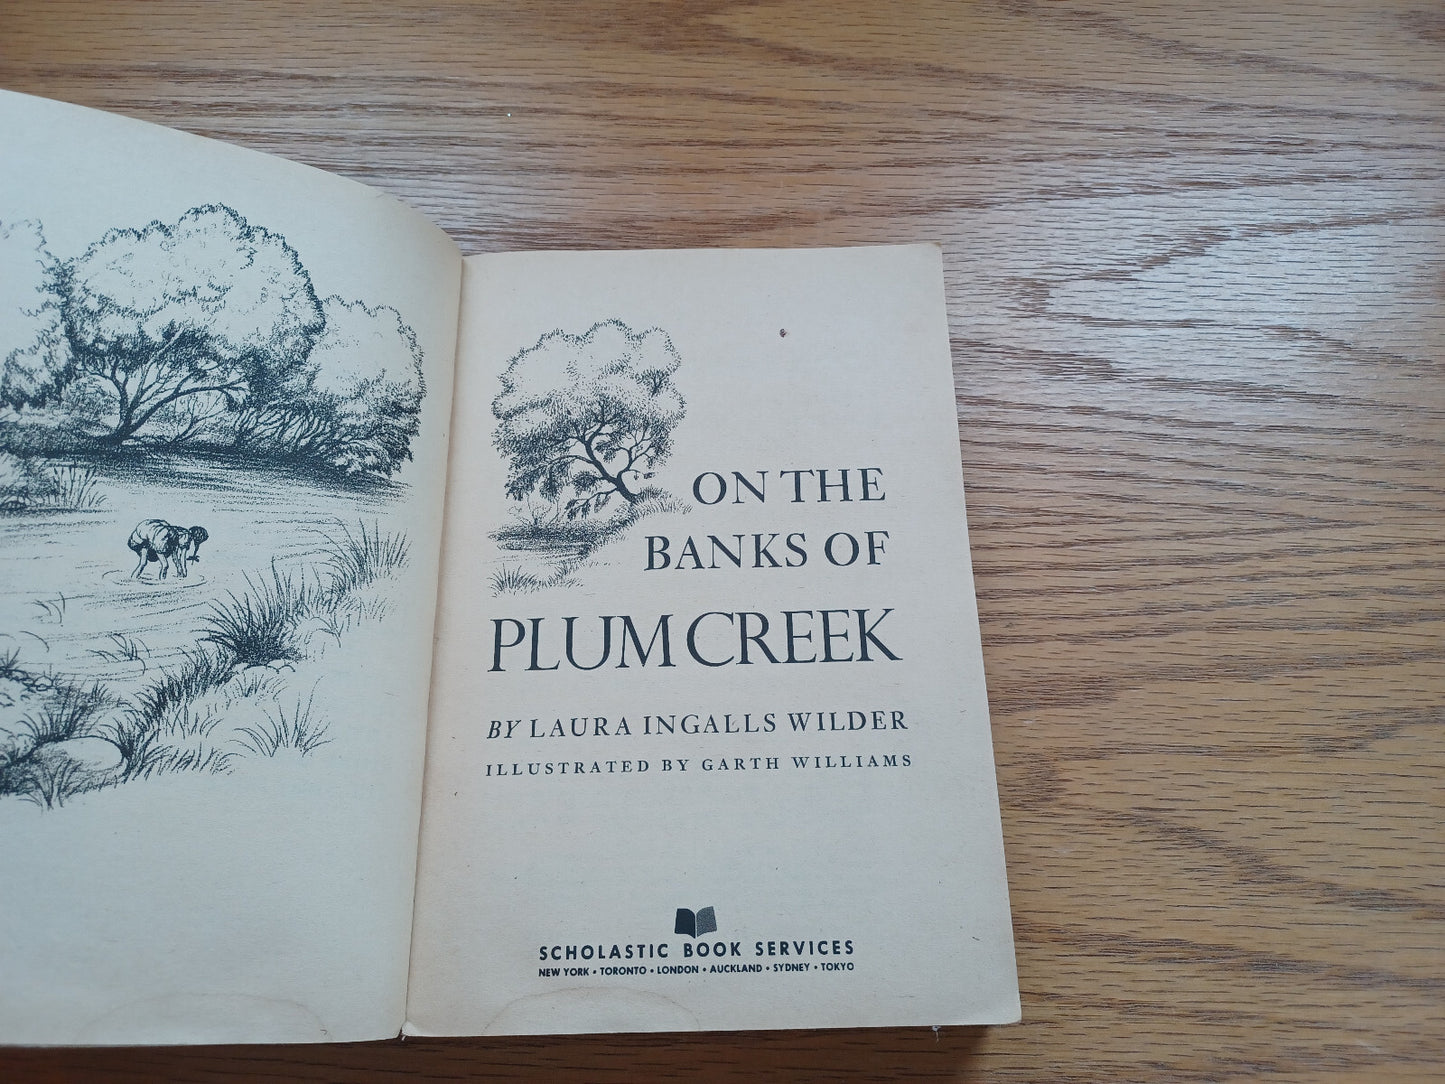 ON THE
BANKS OF
PLUM CREEK
BY LAURA INGALLS WILDER
ILLUSTRATED BY GARTH WILLIAMS
SCHOLASTIC BOOK SERVICES
NEW YORK • TORONTO • LONDON • AUCKLAND • SYDNEY • TOKYO